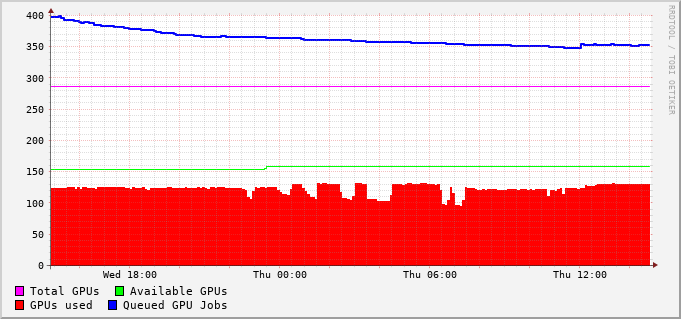 400
350
300
250
200
150
100
50
0
Wed 18:00 Thu 00:00 Thu 06:00 Thu 12:00
Total GPUs Available GPUs
GPUs used Queued GPU Jobs
RRDTOOL / TOBI OETIKER